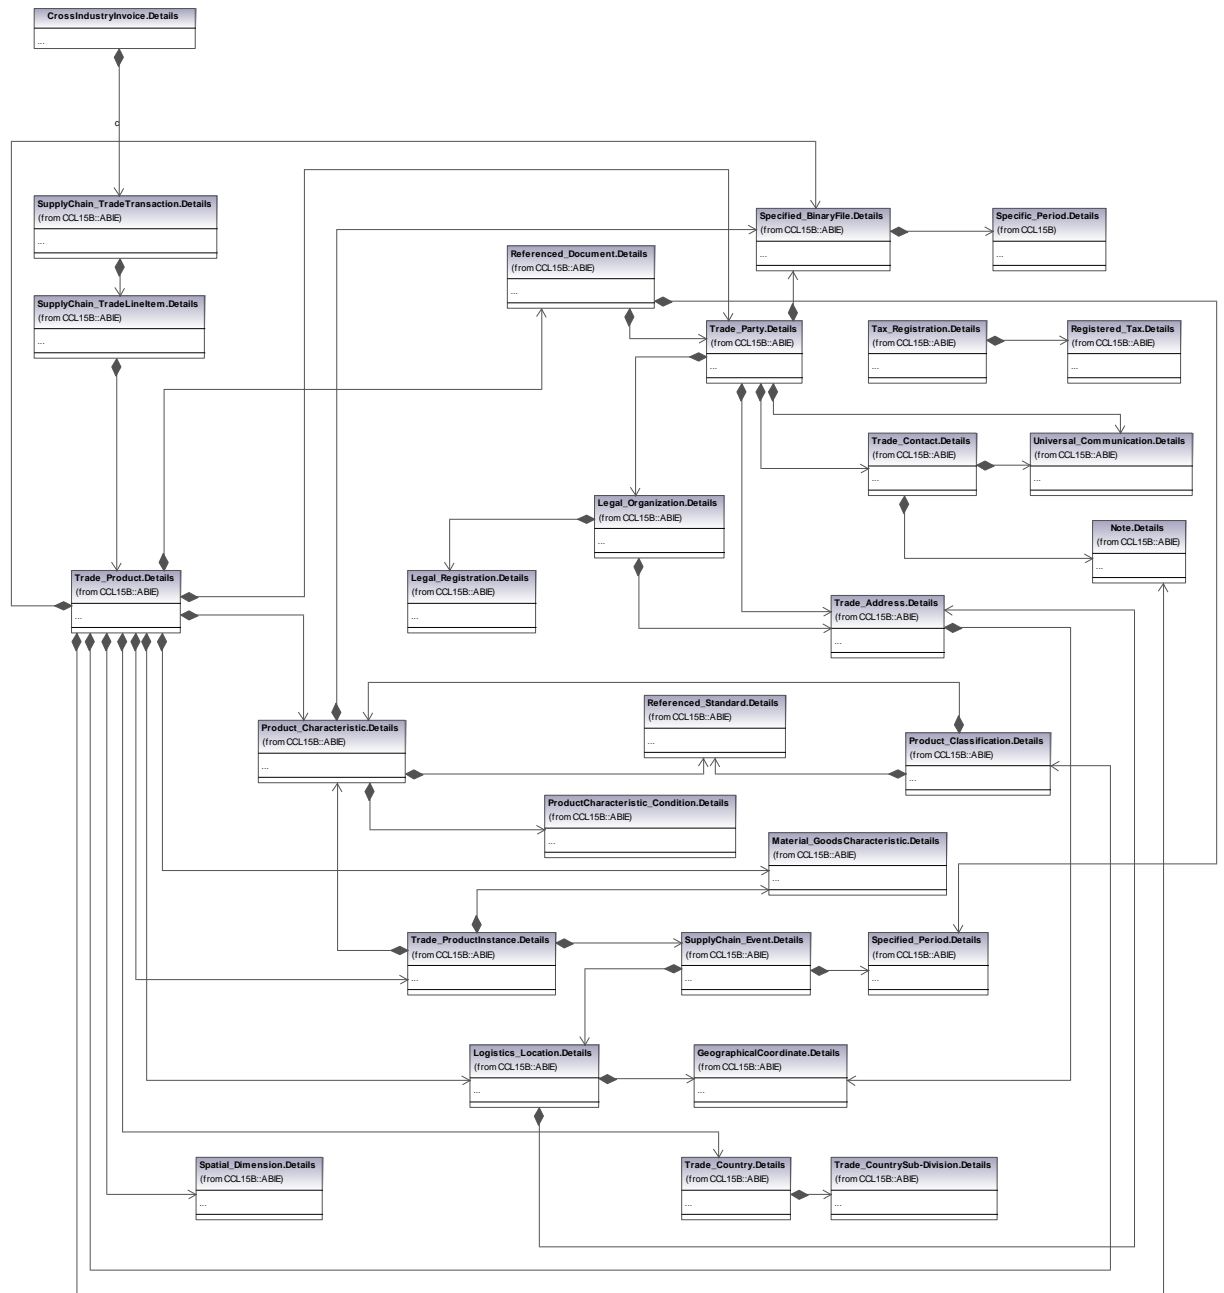 CrossIndustryInvoice.Details
...
c
SupplyChain_TradeTransaction.Details
(from CCL15B::ABIE)
...
Specified_BinaryFile.Details
(from CCL15B::ABIE)
...
Specific_Period.Details
(from CCL15B)
...
Referenced_Document.Details
(from CCL15B::ABIE)
...
SupplyChain_TradeLineItem.Details
(from CCL15B::ABIE)
...
Trade_Party.Details
(from CCL15B::ABIE)
...
Tax_Registration.Details
(from CCL15B::ABIE)
...
Registered_Tax.Details
(from CCL15B::ABIE)
...
Trade_Contact.Details
(from CCL15B::ABIE)
...
Universal_Communication.Details
(from CCL15B::ABIE)
...
Legal_Organization.Details
(from CCL15B::ABIE)
...
Note.Details
(from CCL15B::ABIE)
...
Trade_Product.Details
(from CCL15B::ABIE)
...
Legal_Registration.Details
(from CCL15B::ABIE)
...
Trade_Address.Details
(from CCL15B::ABIE)
...
Product_Characteristic.Details
(from CCL15B::ABIE)
...
Referenced_Standard.Details
(from CCL15B::ABIE)
...
Product_Classification.Details
(from CCL15B::ABIE)
...
ProductCharacteristic_Condition.Details
(from CCL15B::ABIE)
...
Material_GoodsCharacteristic.Details
(from CCL15B::ABIE)
...
Trade_ProductInstance.Details
(from CCL15B::ABIE)
...
SupplyChain_Event.Details
(from CCL15B::ABIE)
...
Specified_Period.Details
(from CCL15B::ABIE)
...
Logistics_Location.Details
(from CCL15B::ABIE)
...
GeographicalCoordinate.Details
(from CCL15B::ABIE)
...
Spatial_Dimension.Details
(from CCL15B::ABIE)
...
Trade_Country.Details
(from CCL15B::ABIE)
...
Trade_CountrySub-Division.Details
(from CCL15B::ABIE)
...